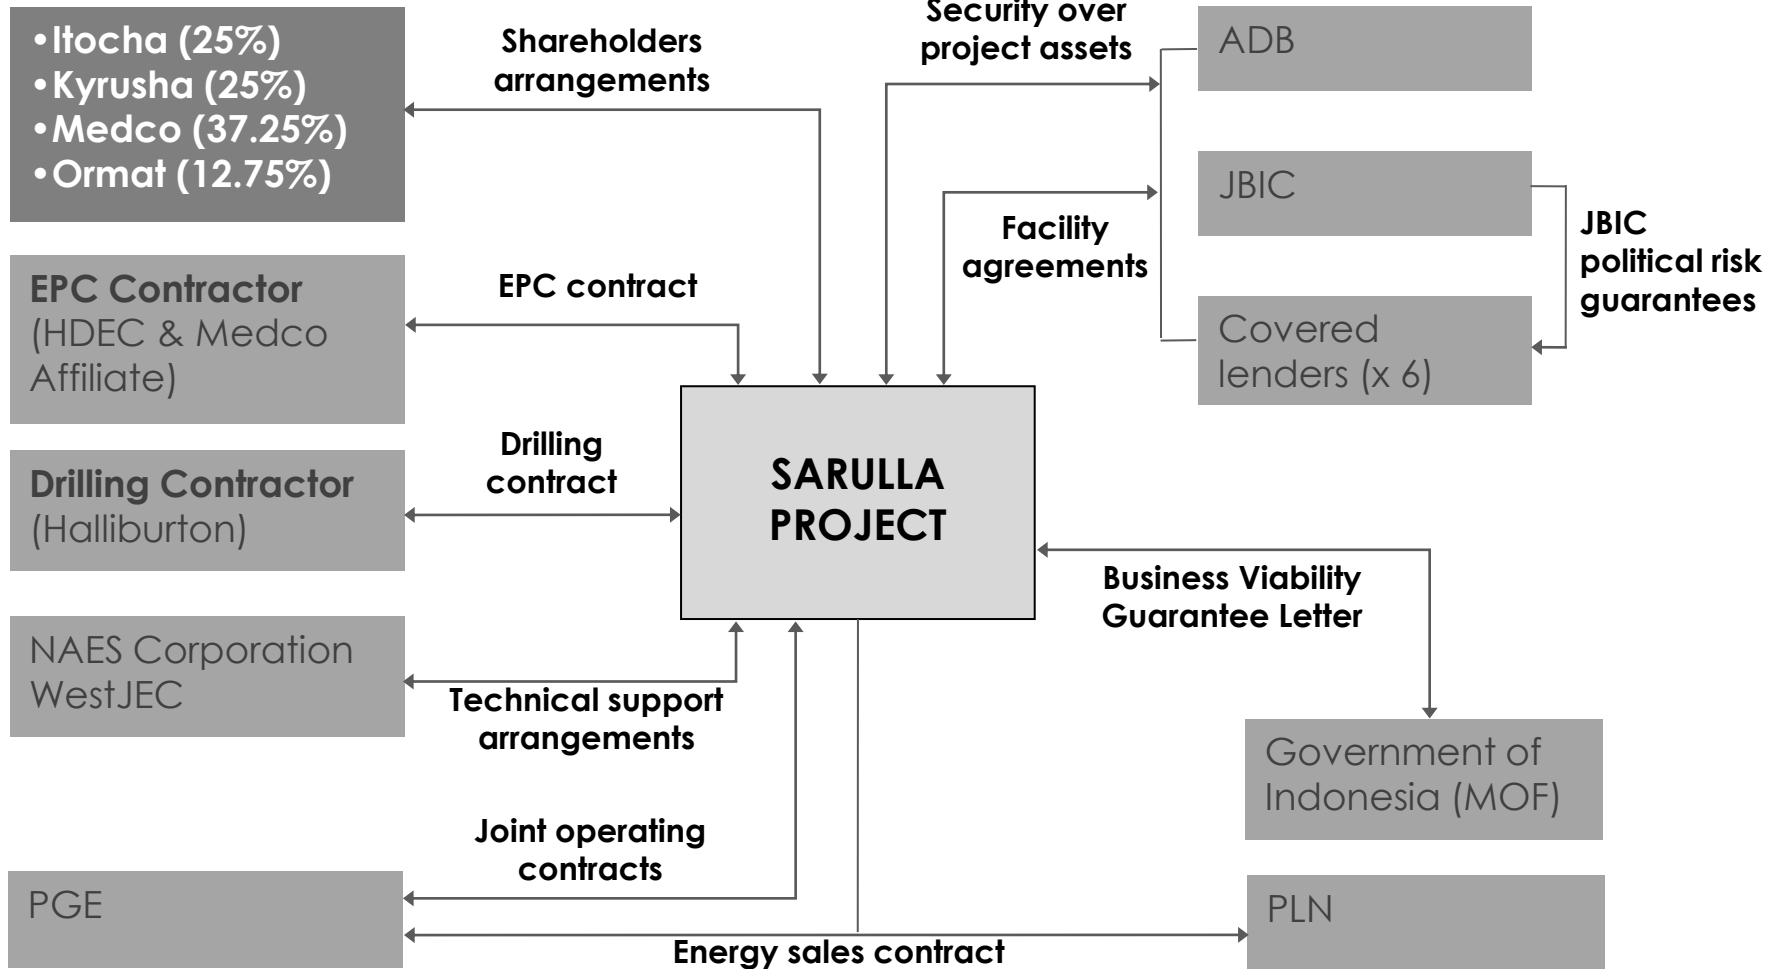 •Itocha (25%)
•Kyrusha (25%)
•Medco (37.25%)
•Ormat (12.75%)
Shareholders
arrangements
Security over
project assets
ADB
JBIC
Facility
agreements
JBIC
political risk
guarantees
Covered
lenders (x 6)
EPC Contractor
(HDEC & Medco
Affiliate)
EPC contract
Drilling Contractor
(Halliburton)
Drilling
contract
SARULLA
PROJECT
Business Viability
Guarantee Letter
NAES Corporation
WestJEC
Technical support
arrangements
Government of
Indonesia (MOF)
Joint operating
contracts
PGE
PLN
Energy sales contract